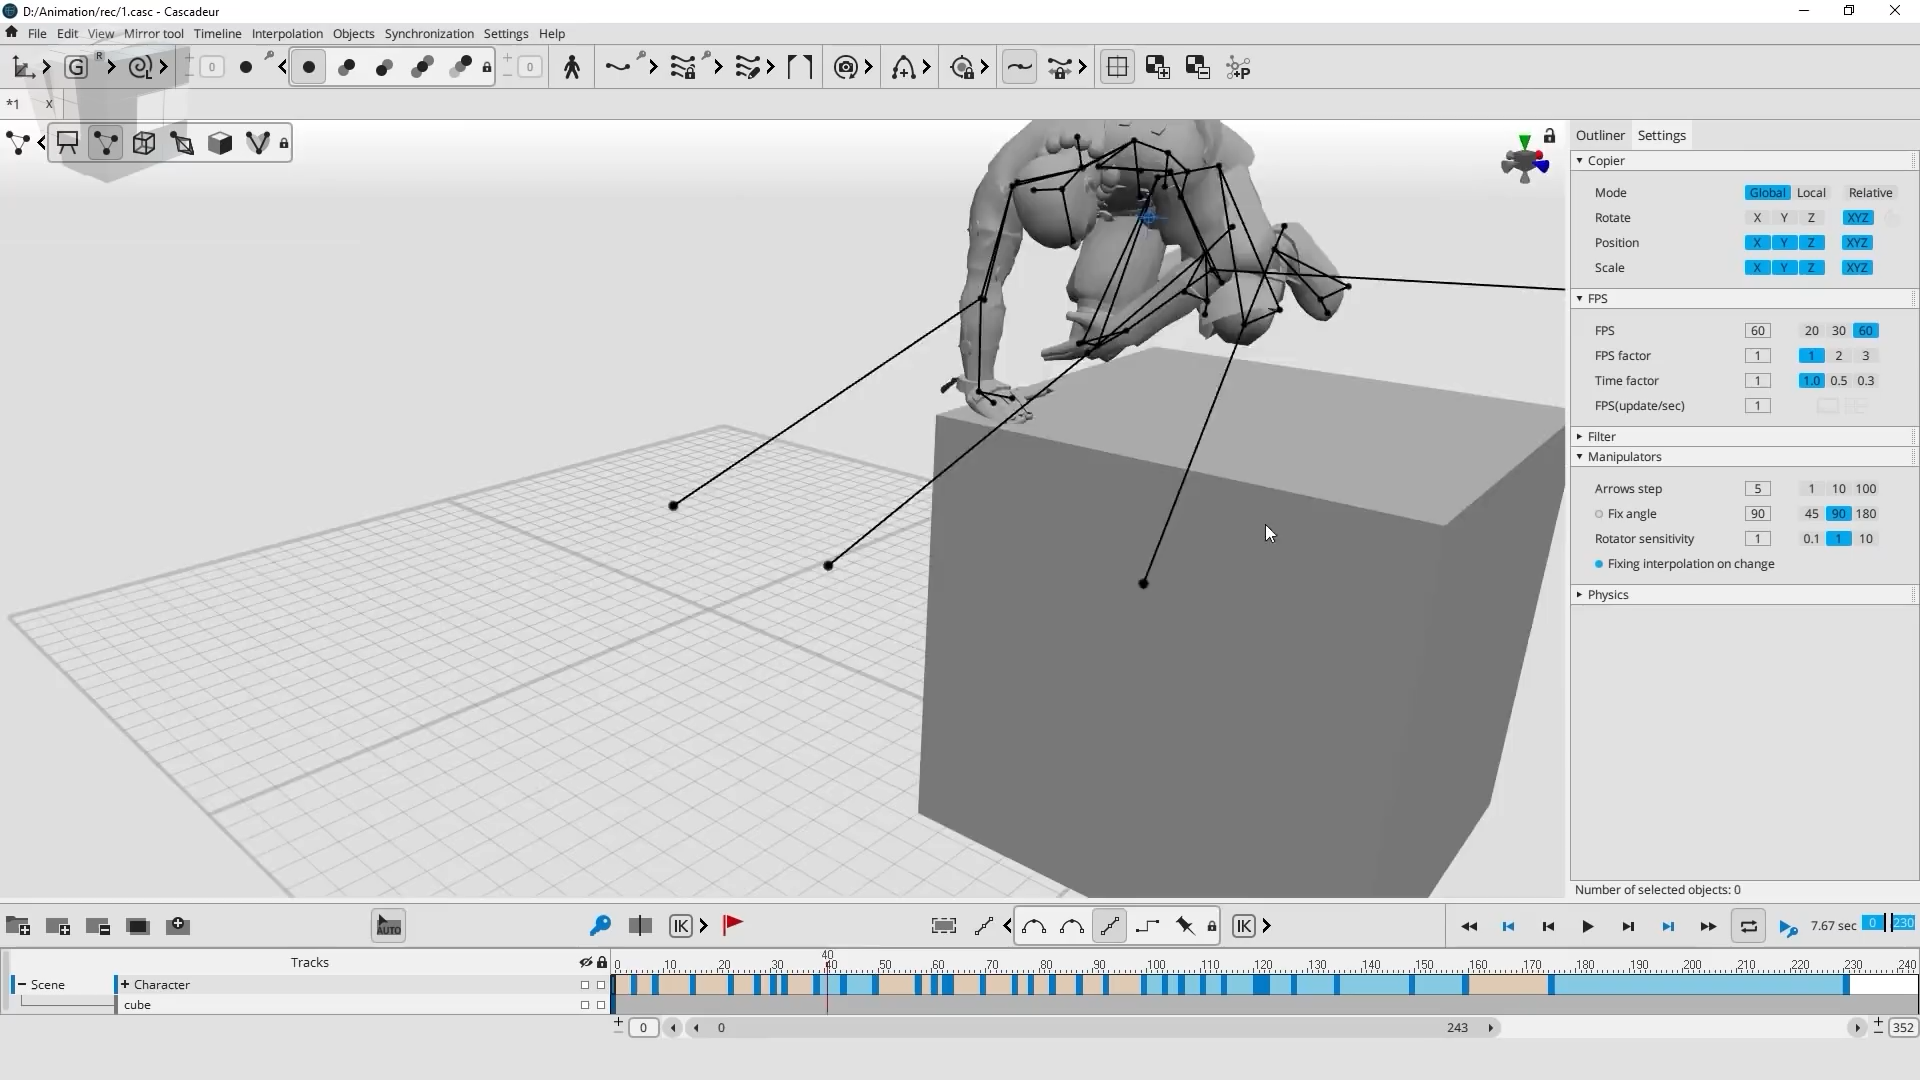 D:/Animation/rec/1.casc - Cascadeur
File Edit View Mirror tool Timeline Interpolation Objects Synchronization Settings Help
G R 0 0 P
*1 x
Outliner Settings
Copier
Mode Global Local Relative
Rotate X Y Z XYZ
Position X Y Z XYZ
Scale X Y Z XYZ
FPS
FPS 60 20 30 60
FPS factor 1 1 2 3
Time factor 1 1.0 0.5 0.3
FPS(update/sec) 1
Filter
Manipulators
Arrows step 5 1 10 100
Fix angle 90 45 90 180
Rotator sensitivity 1 0.1 1 10
Fixing interpolation on change
Physics
Number of selected objects: 0
AUTO IK IK 7.67 sec 0 230
Tracks 40
0 10 20 30 40 50 60 70 80 90 100 110 120 130 140 150 160 170 180 190 200 210 220 230 240
Scene + Character
cube
0 0 243 352